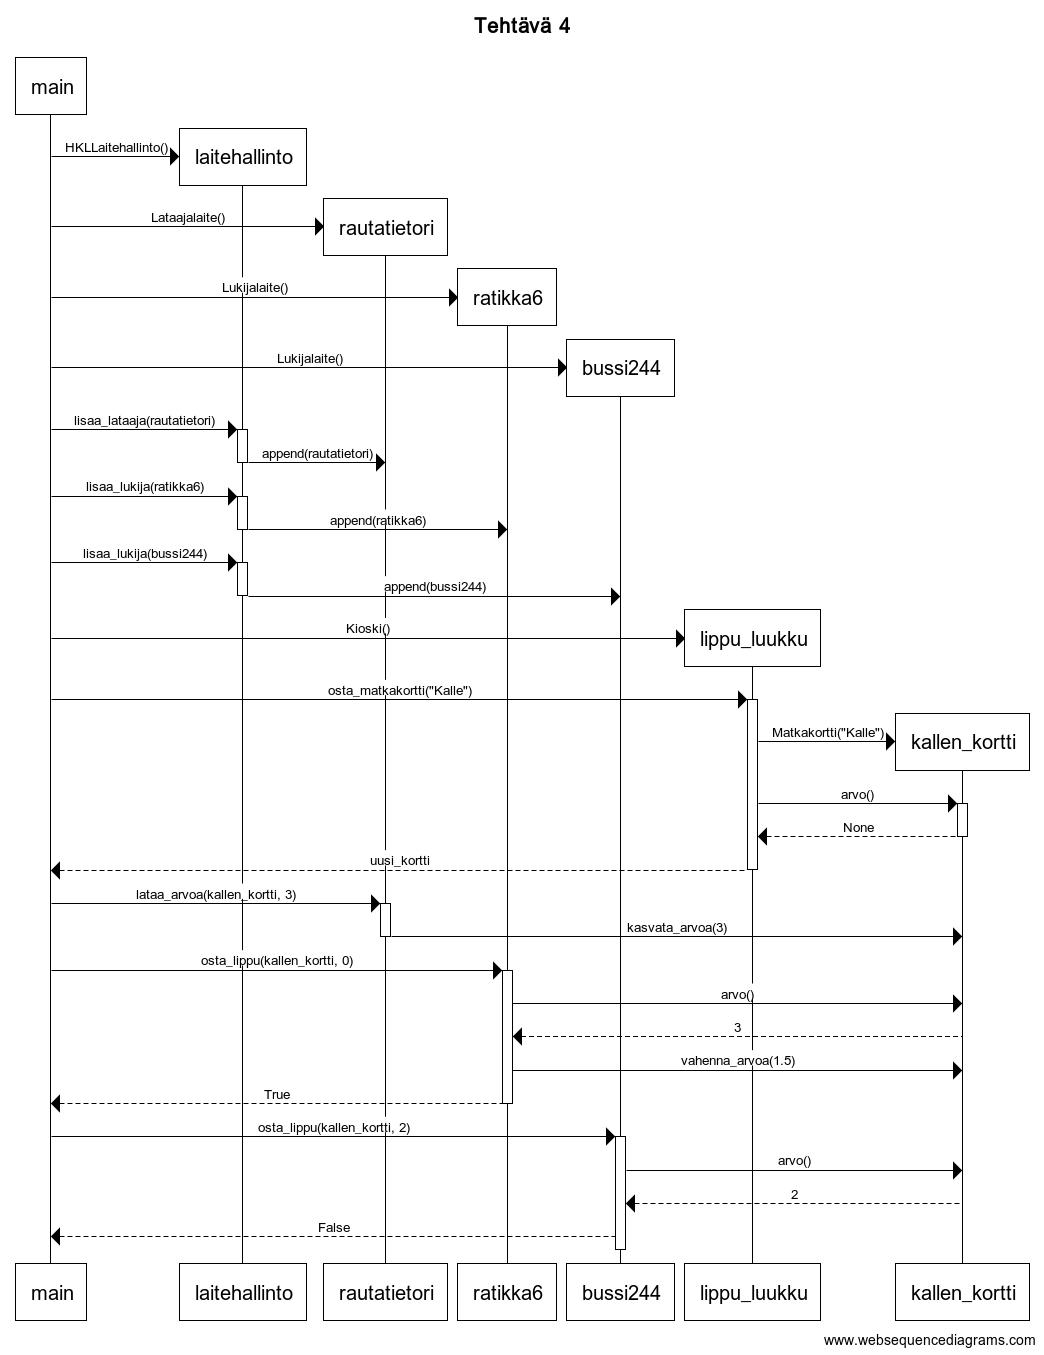 Tehtävä 4
main
HKLLaitehallinto()
laitehallinto
Lataajalaite()
rautatietori
Lukijalaite()
ratikka6
Lukijalaite()
bussi244
lisaa_lataaja(rautatietori)
append(rautatietori)
lisaa_lukija(ratikka6)
append(ratikka6)
lisaa_lukija(bussi244)
append(bussi244)
Kioski()
lippu_luukku
osta_matkakortti("Kalle")
Matkakortti("Kalle")
kallen_kortti
arvo()
None
uusi_kortti
lataa_arvoa(kallen_kortti, 3)
kasvata_arvoa(3)
osta_lippu(kallen_kortti, 0)
arvo()
3
vahenna_arvoa(1.5)
True
osta_lippu(kallen_kortti, 2)
arvo()
2
False
main laitehallinto rautatietori ratikka6 bussi244 lippu_luukku kallen_kortti
www.websequencediagrams.com